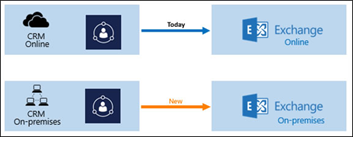 CRM
Online
Today
E
Exchange
Online
CRM
On-premises
New
E
Exchange
On-premises